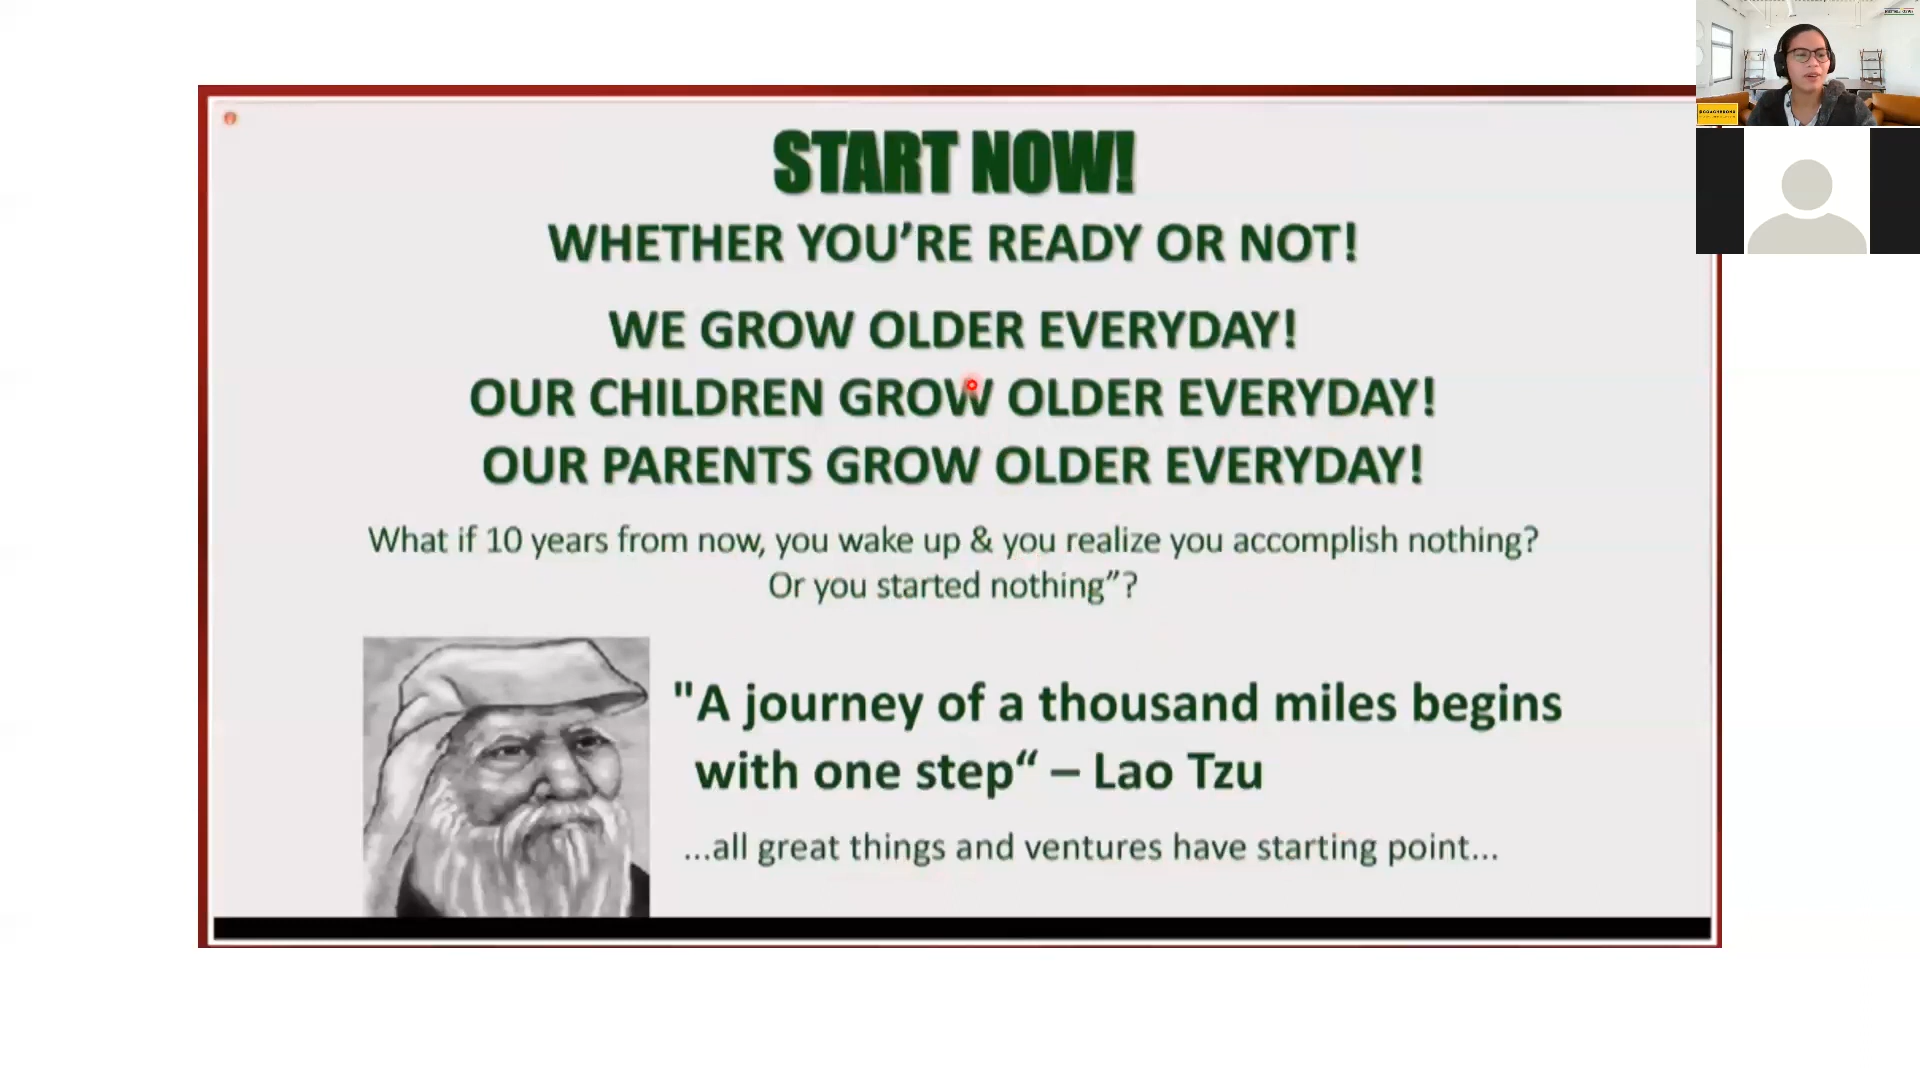 START NOW!
WHETHER YOU’RE READY OR NOT!
WE GROW OLDER EVERYDAY!
OUR CHILDREN GROW OLDER EVERYDAY!
OUR PARENTS GROW OLDER EVERYDAY!
What if 10 years from now, you wake up & you realize you accomplish nothing?
Or you started nothing”?
"A journey of a thousand miles begins
with one step“ – Lao Tzu
...all great things and ventures have starting point...